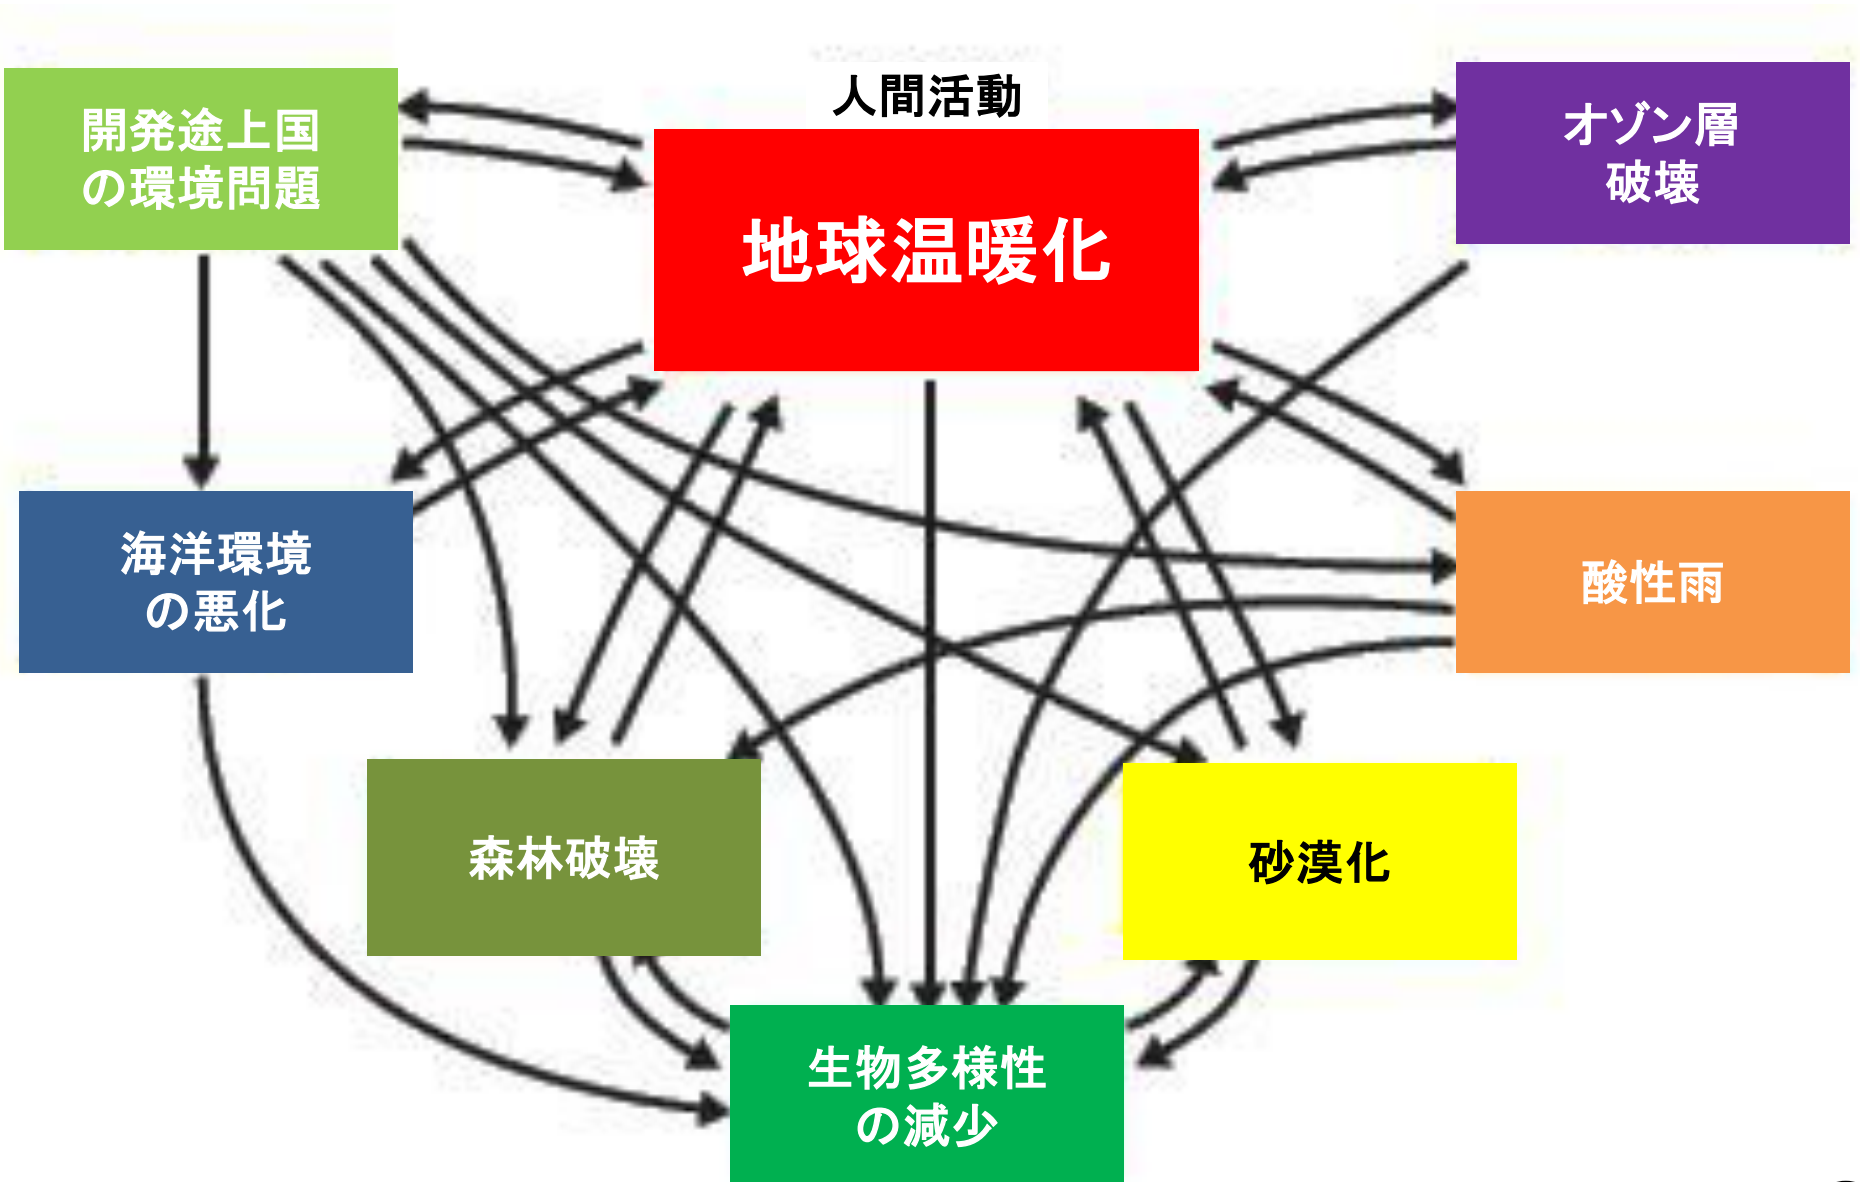 人間活動
開発途上国
の環境問題
地球温暖化
オゾン層
破壊
海洋環境
の悪化
酸性雨
森林破壊
砂漠化
生物多様性
の減少